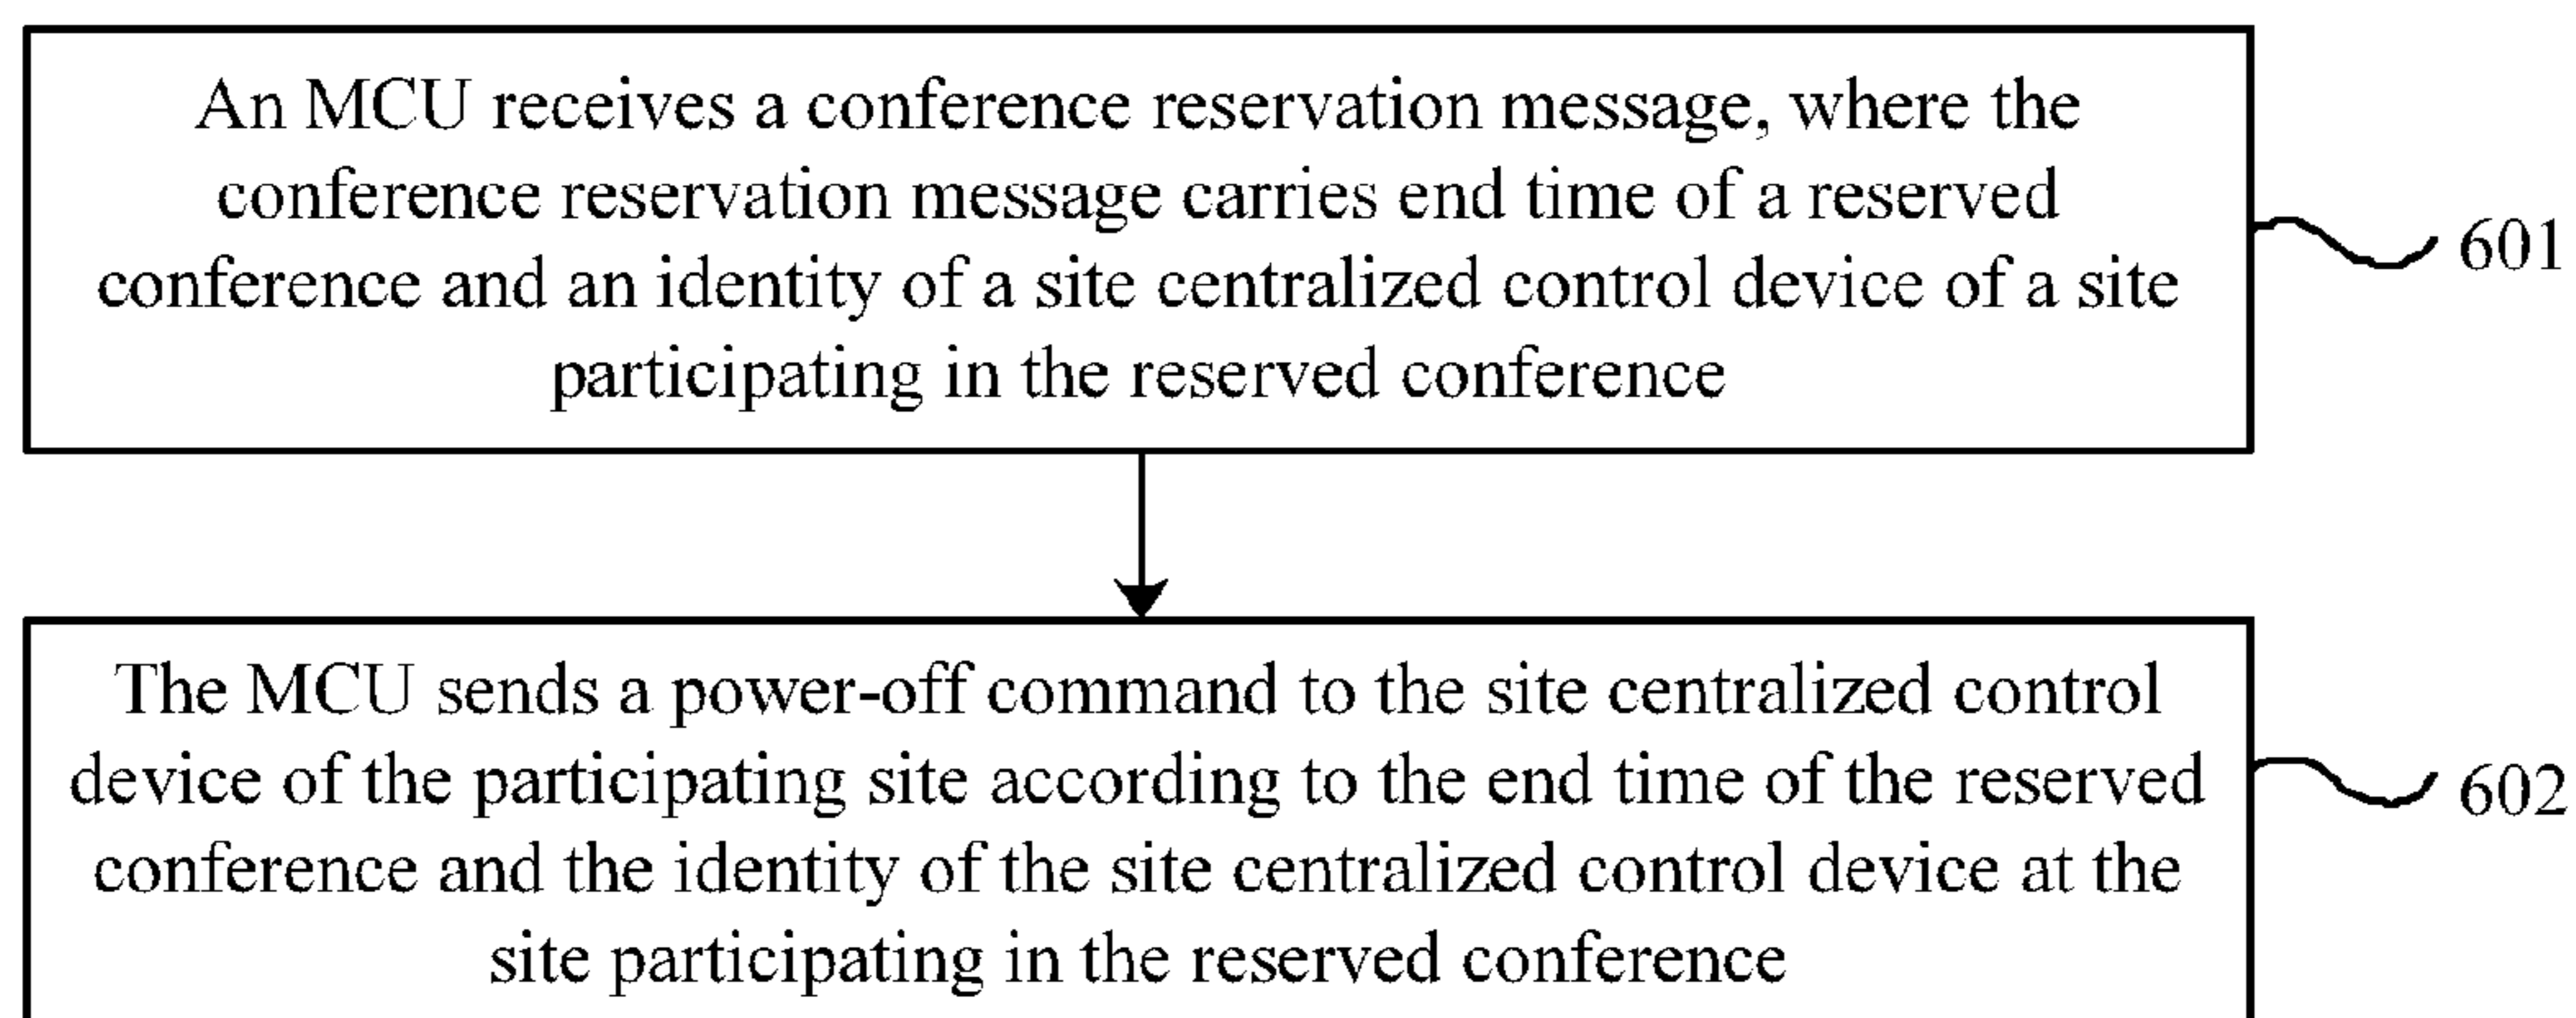 An MCU receives a conference reservation message, where the
conference reservation message carries end time of a reserved
conference and an identity of a site centralized control device of a site
participating in the reserved conference
601
The MCU sends a power-off command to the site centralized control
device of the participating site according to the end time of the reserved
conference and the identity of the site centralized control device at the
site participating in the reserved conference
602